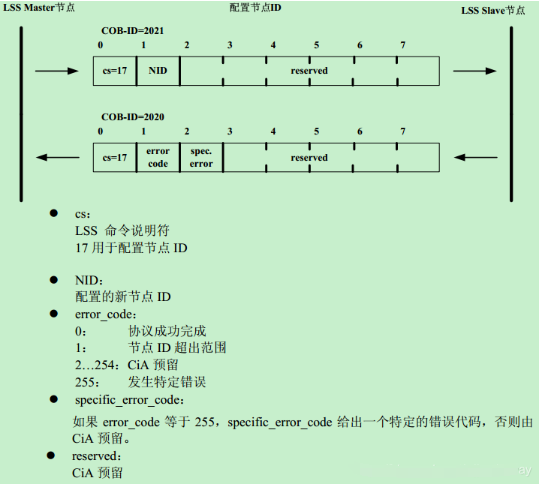 LSS Master节点 配置节点ID LSS Slave节点
COB-ID=2021
0 1 2 3 4 5 6 7
cs=17 NID reserved
COB-ID=2020
0 1 2 3 4 5 6 7
cs=17 error code spec. error reserved
● cs:
LSS 命令说明符
17 用于配置节点 ID
● NID:
配置的新节点 ID
● error_code:
0: 协议成功完成
1: 节点 ID 超出范围
2…254: CiA 预留
255: 发生特定错误
● specific_error_code:
如果 error_code 等于 255，specific_error_code 给出一个特定的错误代码，否则由
CiA 预留。
● reserved:
CiA 预留